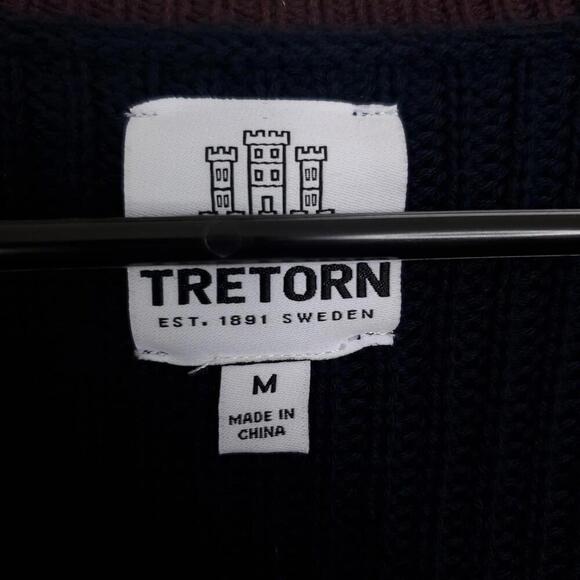 TRETORN
EST. 1891 SWEDEN
M
MADE IN
CHINA